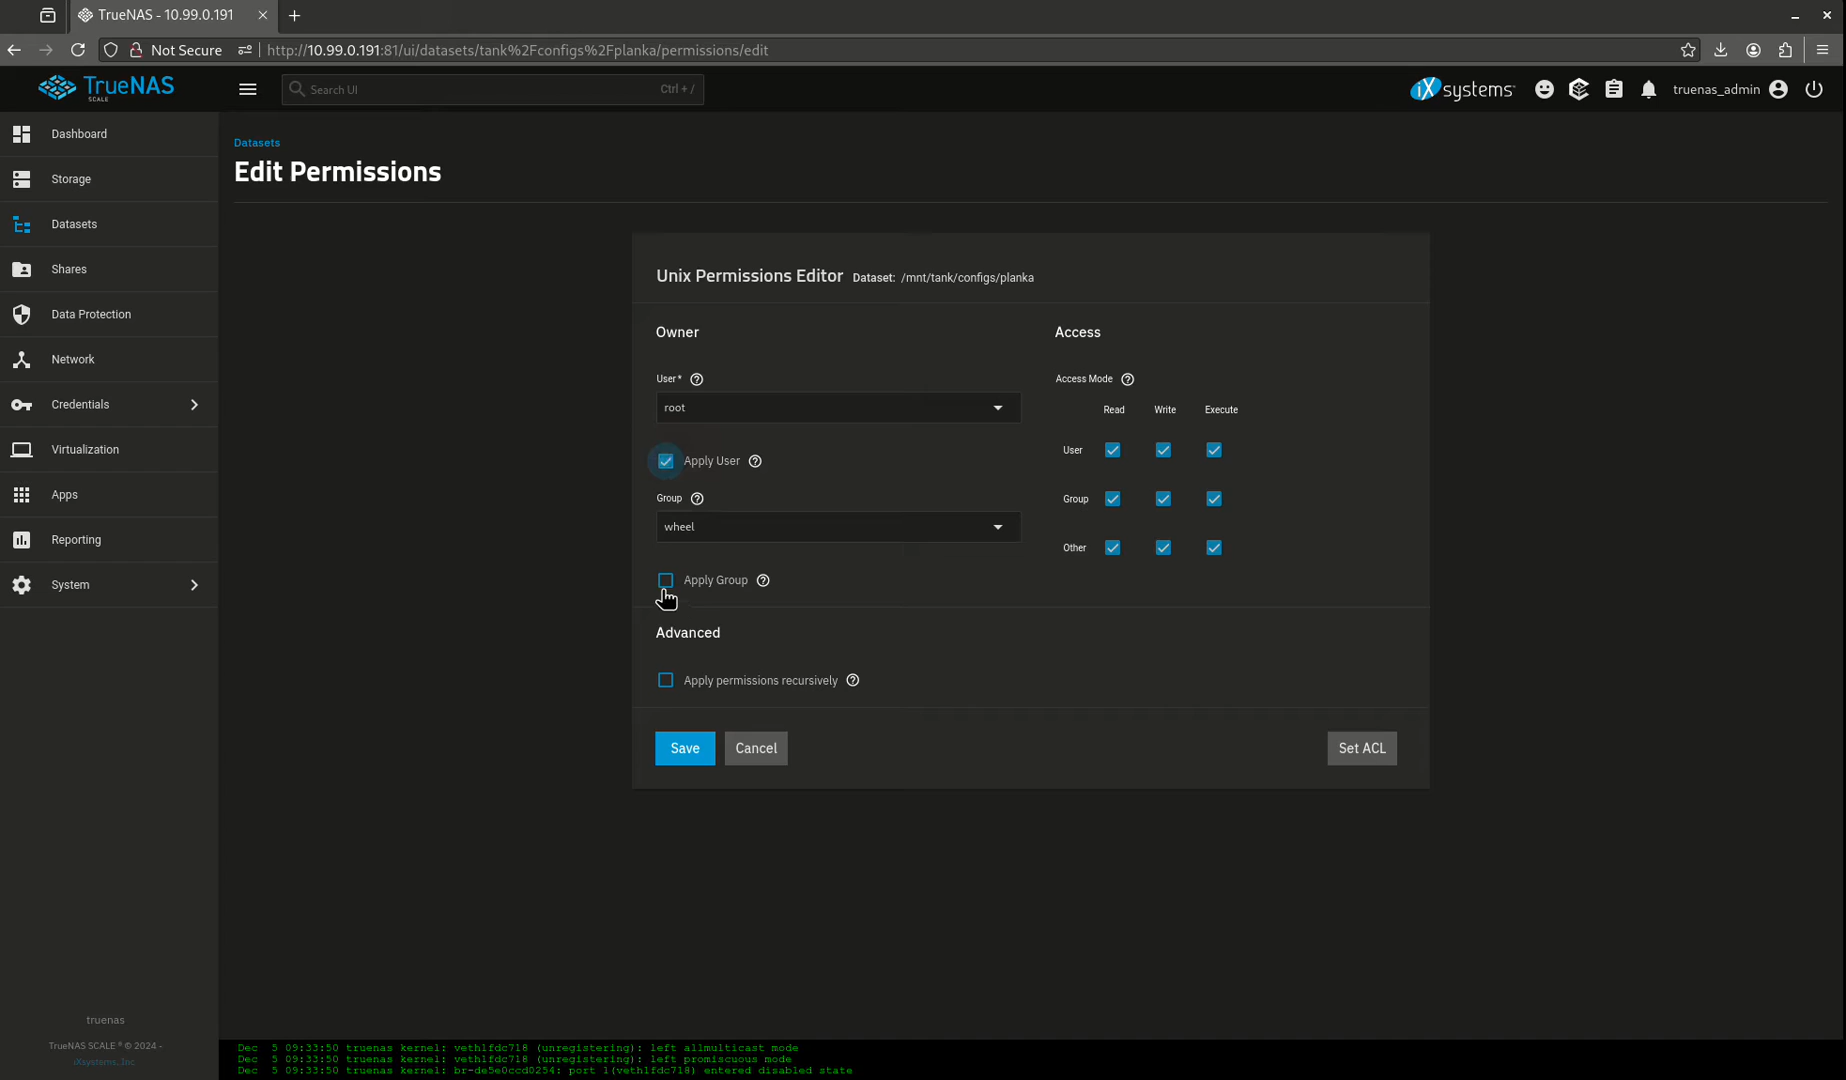 TrueNAS - 10.99.0.191
Not Secure
http://10.99.0.191:81/ui/datasets/tank%2Fconfigs%2Fplanka/permissions/edit
TrueNAS
SCALE
Search UI
Ctrl + /
iXsystems
truenas_admin
Dashboard
Storage
Datasets
Shares
Data Protection
Network
Credentials
Virtualization
Apps
Reporting
System
Datasets
Edit Permissions
Unix Permissions Editor
Dataset: /mnt/tank/configs/planka
Owner
User*
root
Apply User
Group
wheel
Apply Group
Access
Access Mode
Read Write Execute
User
Group
Other
Advanced
Apply permissions recursively
Save
Cancel
Set ACL
truenas
TrueNAS SCALE ® © 2024 -
iXsystems, Inc
Dec 5 09:33:50 truenas kernel: veth1fdc718 (unregistering): left allmulticast mode
Dec 5 09:33:50 truenas kernel: veth1fdc718 (unregistering): left promiscuous mode
Dec 5 09:33:50 truenas kernel: br-de5e0ccd0254: port 1(veth1fdc718) entered disabled state